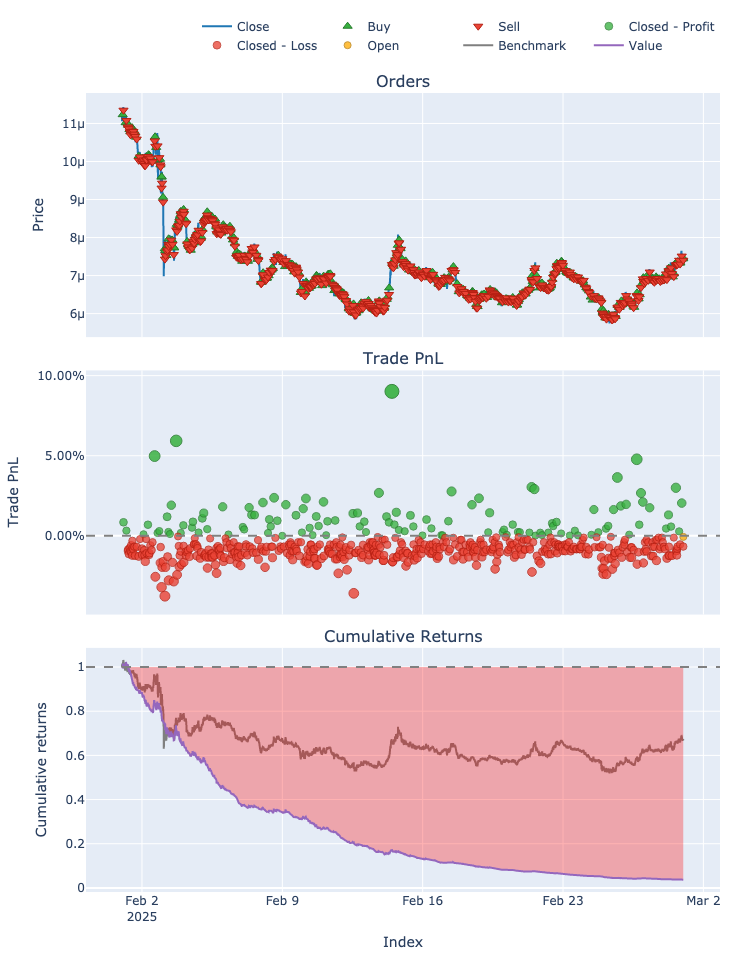 Close Buy Sell Closed - Profit
Closed - Loss Open Benchmark Value
Orders
11μ
10μ
9μ
8μ
7μ
6μ
Price
Trade PnL
10.00%
5.00%
0.00%
Trade PnL
Cumulative Returns
1
0.8
0.6
0.4
0.2
0
Cumulative returns
Feb 2 Feb 9 Feb 16 Feb 23 Mar 2
2025
Index